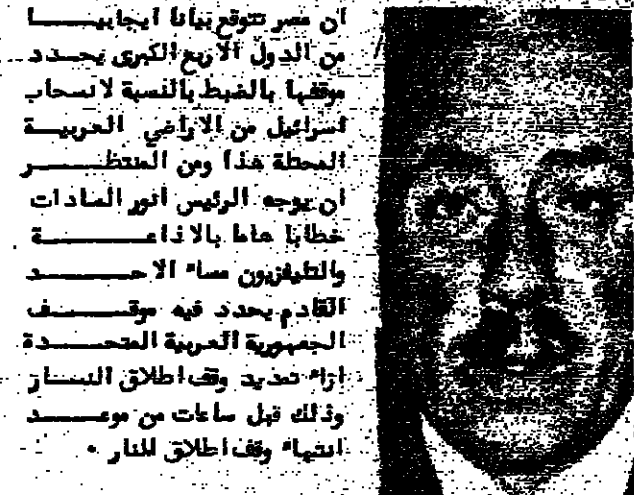 ان مصر تتوقع بيانا ايجابيا
من الدول الاربع الكبرى يحدد
موقفها بالضبط بالنسبة لانسحاب
اسرائيل من الاراضي العربية
المحتلة هذا ومن المنتظر
ان يوجه الرئيس انور السادات
خطابا هاما بالاذاعة
والتليفزيون مساء الاحد
القادم يحدد فيه موقف
الجمهورية العربية المتحدة
ازاء تمديد وقف اطلاق النار
وذلك قبل ساعات من موعد
انتهاء وقف اطلاق النار .